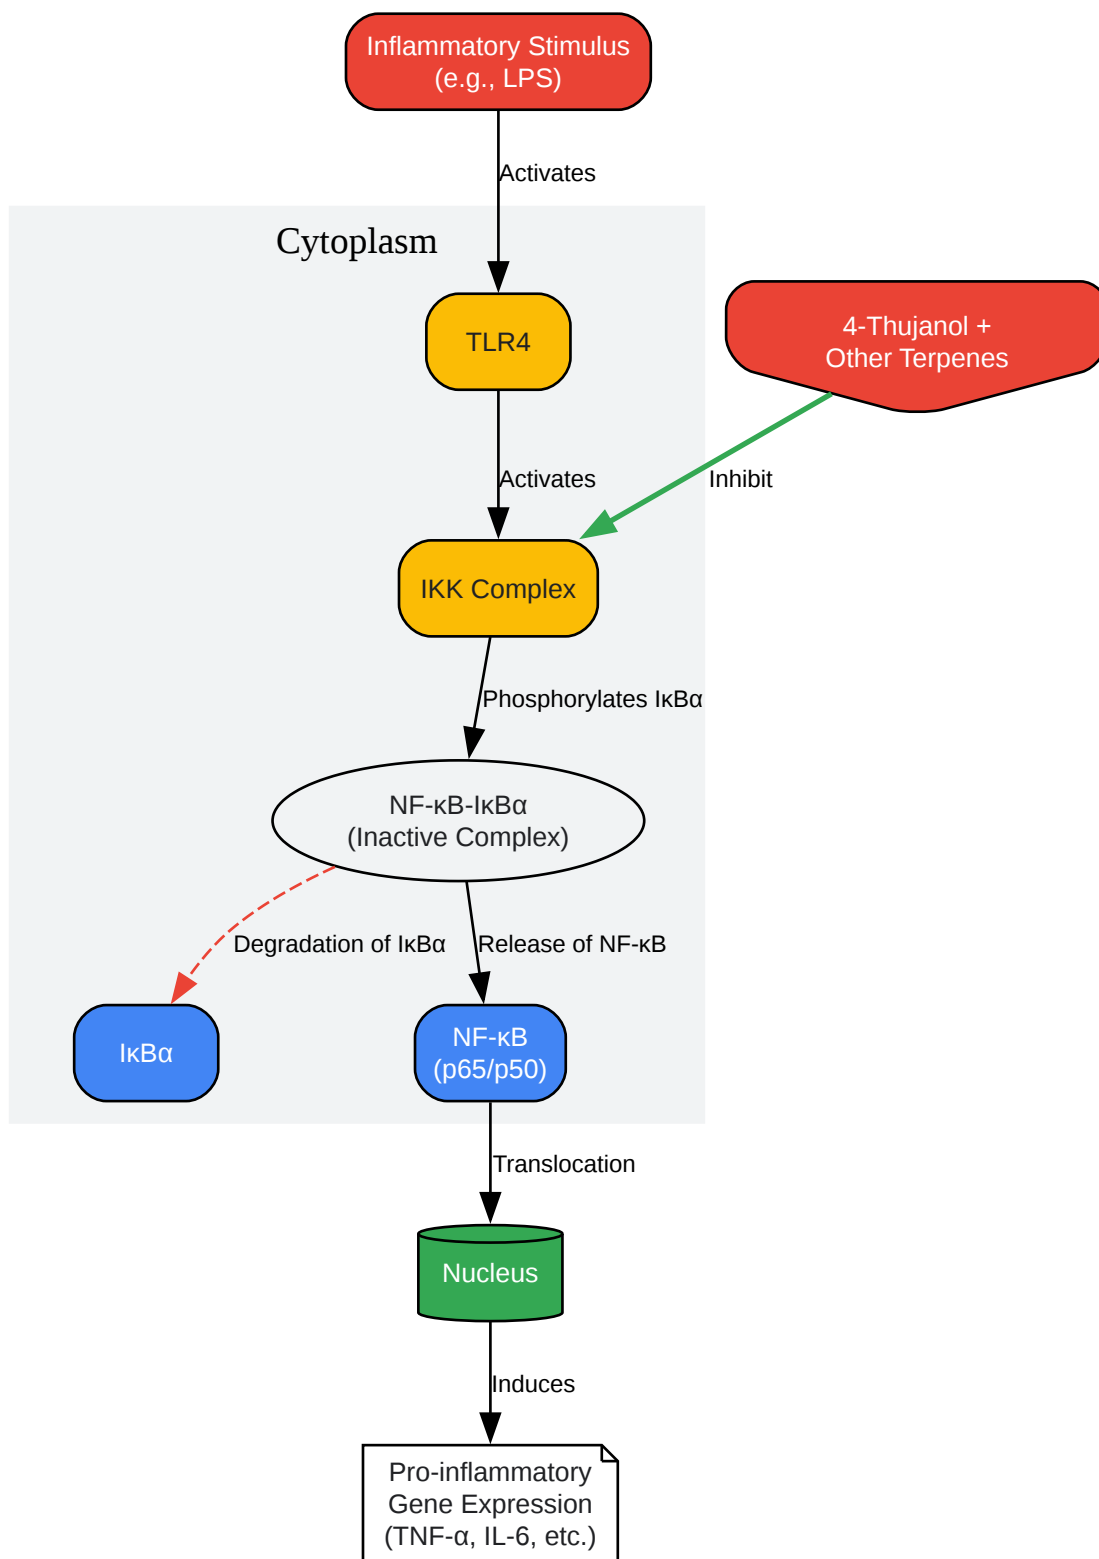 Inflammatory Stimulus
(e.g., LPS)
Activates
Cytoplasm
TLR4
4-Thujanol +
Other Terpenes
Activates
Inhibit
IKK Complex
Phosphorylates IκBα
NF-κB-IκBα
(Inactive Complex)
Degradation of IκBα
Release of NF-κB
IκBα
NF-κB
(p65/p50)
Translocation
Nucleus
Induces
Pro-inflammatory
Gene Expression
(TNF-α, IL-6, etc.)